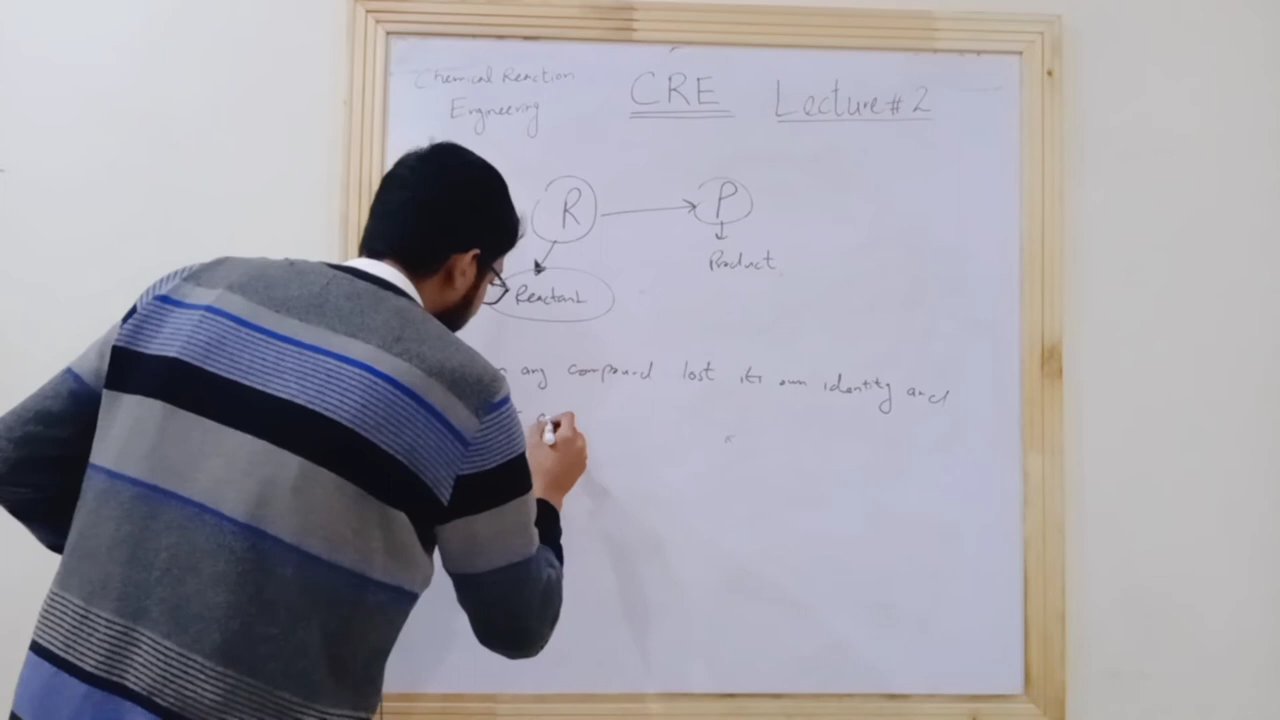 Chemical Reaction
Engineering
CRE
Lecture # 2
R
P
Product
Reactant
any compound lost its own identity and